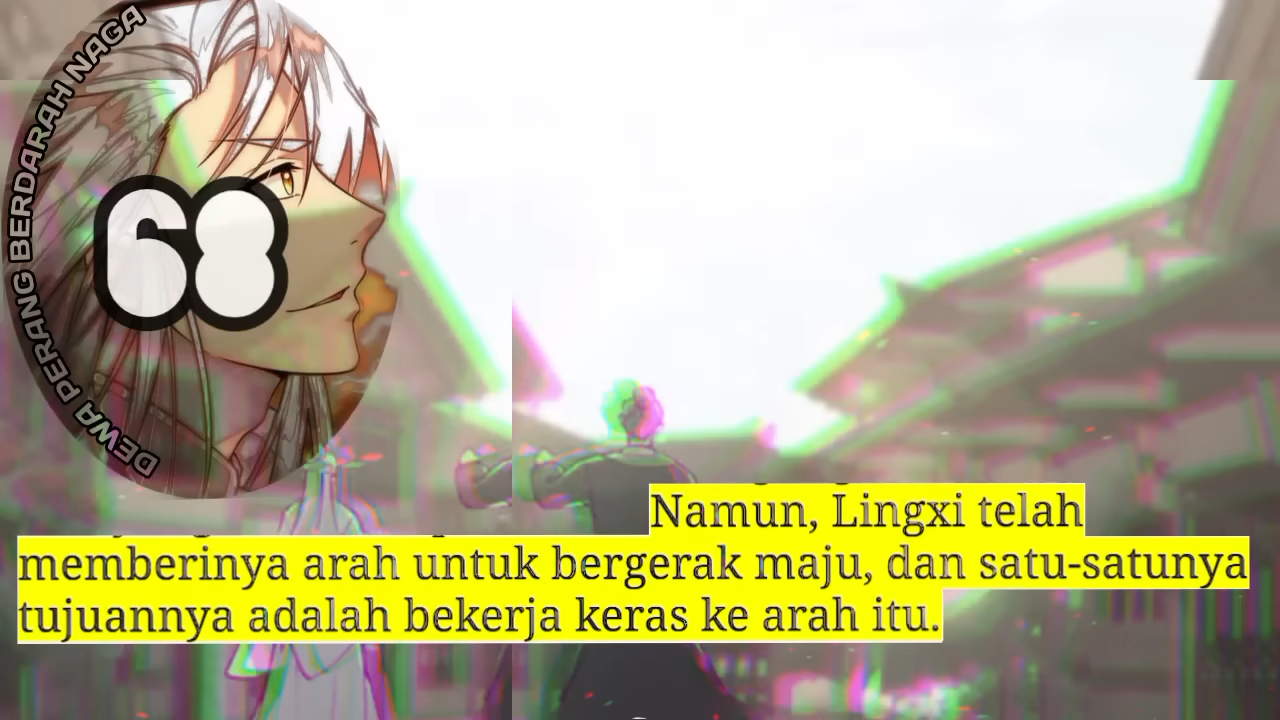 DEWA PERANG BERDARAH NAGA
68
Namun, Lingxi telah
memberinya arah untuk bergerak maju, dan satu-satunya
tujuannya adalah bekerja keras ke arah itu.